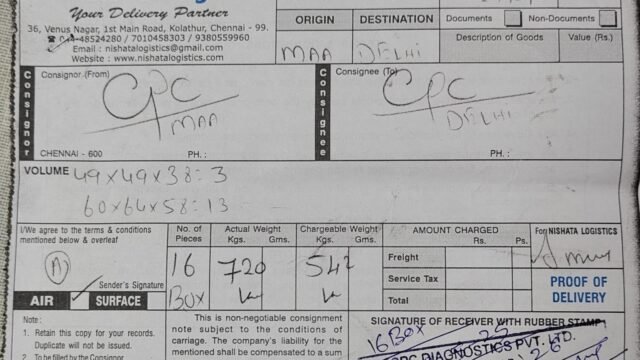 Your Delivery Partner
36, Venus Nagar, 1st Main Road, Kolathur, Chennai - 99.
-48524280 / 7010458303 / 9380559960
Email : nishatalogistics@gmail.com
Website : www.nishatalogistics.com
ORIGIN DESTINATION
MAA DELHI
Documents Non-Documents
Description of Goods Value (Rs.)
Consignor
Consignor (From)
CPC
MAA
CHENNAI - 600 PH. :
Consignee
Consignee (To)
CPC
DELHI
PH. :
VOLUME
49x49x38=3
60x64x58=13
I/We agree to the terms & conditions
mentioned below & overleaf
A
Sender's Signature
AIR ✓ SURFACE
No. of
Pieces
16
Box
Actual Weight
Kgs. Gms.
720
Chargeable Weight
Kgs. Gms.
AMOUNT CHARGED
Rs. Ps.
Freight
Service Tax
Total
For NISHATA LOGISTICS
PROOF OF
DELIVERY
Note :
1. Retain this copy for your records.
Duplicate will not be issued.
2. To be filled by the Consignor
This is non-negotiable consignment
note subject to the conditions of
carriage. The company's liability for
the mentioned shall be compensated to a sum
SIGNATURE OF RECEIVER WITH RUBBER STAMP
16 Box
CPC DIAGNOSTICS PVT. LTD.